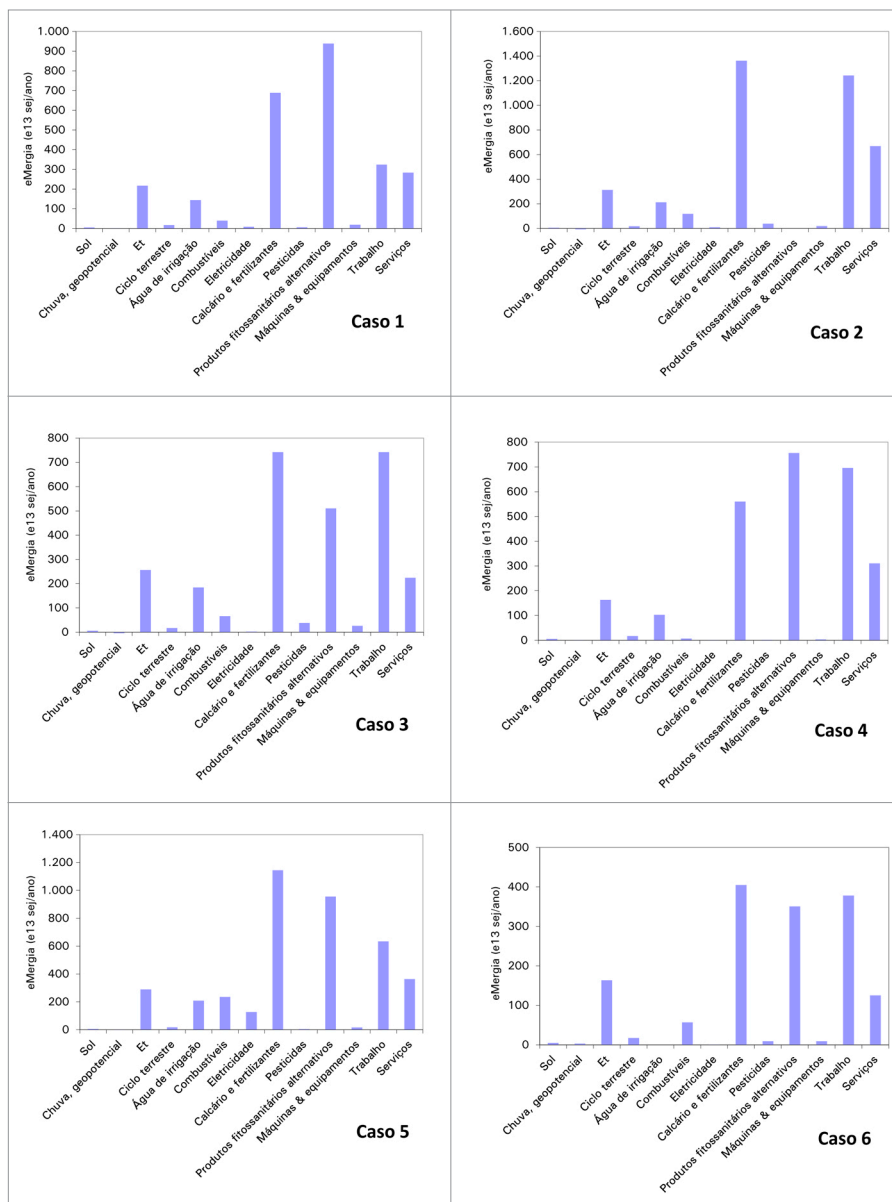 eMergia (e13 sej/ano)
1.000
900
800
700
600
500
400
300
200
100
0
Sol
Chuva, geopotencial
Et
Ciclo terrestre
Água de irrigação
Combustíveis
Eletricidade
Calcário e fertilizantes
Pesticidas
Produtos fitossanitários alternativos
Máquinas & equipamentos
Trabalho
Serviços
Caso 1
eMergia (e13 sej/ano)
1.600
1.400
1.200
1.000
800
600
400
200
0
Sol
Chuva, geopotencial
Et
Ciclo terrestre
Água de irrigação
Combustíveis
Eletricidade
Calcário e fertilizantes
Pesticidas
Produtos fitossanitários alternativos
Máquinas & equipamentos
Trabalho
Serviços
Caso 2
eMergia (e13 sej/ano)
800
700
600
500
400
300
200
100
0
Sol
Chuva, geopotencial
Et
Ciclo terrestre
Água de irrigação
Combustíveis
Eletricidade
Calcário e fertilizantes
Pesticidas
Produtos fitossanitários alternativos
Máquinas & equipamentos
Trabalho
Serviços
Caso 3
eMergia (e13 sej/ano)
800
700
600
500
400
300
200
100
0
Sol
Chuva, geopotencial
Et
Ciclo terrestre
Água de irrigação
Combustíveis
Eletricidade
Calcário e fertilizantes
Pesticidas
Produtos fitossanitários alternativos
Máquinas & equipamentos
Trabalho
Serviços
Caso 4
eMergia (e13 sej/ano)
1.400
1.200
1.000
800
600
400
200
0
Sol
Chuva, geopotencial
Et
Ciclo terrestre
Água de irrigação
Combustíveis
Eletricidade
Calcário e fertilizantes
Pesticidas
Produtos fitossanitários alternativos
Máquinas & equipamentos
Trabalho
Serviços
Caso 5
eMergia (e13 sej/ano)
500
400
300
200
100
0
Sol
Chuva, geopotencial
Et
Ciclo terrestre
Água de irrigação
Combustíveis
Eletricidade
Calcário e fertilizantes
Pesticidas
Produtos fitossanitários alternativos
Máquinas & equipamentos
Trabalho
Serviços
Caso 6